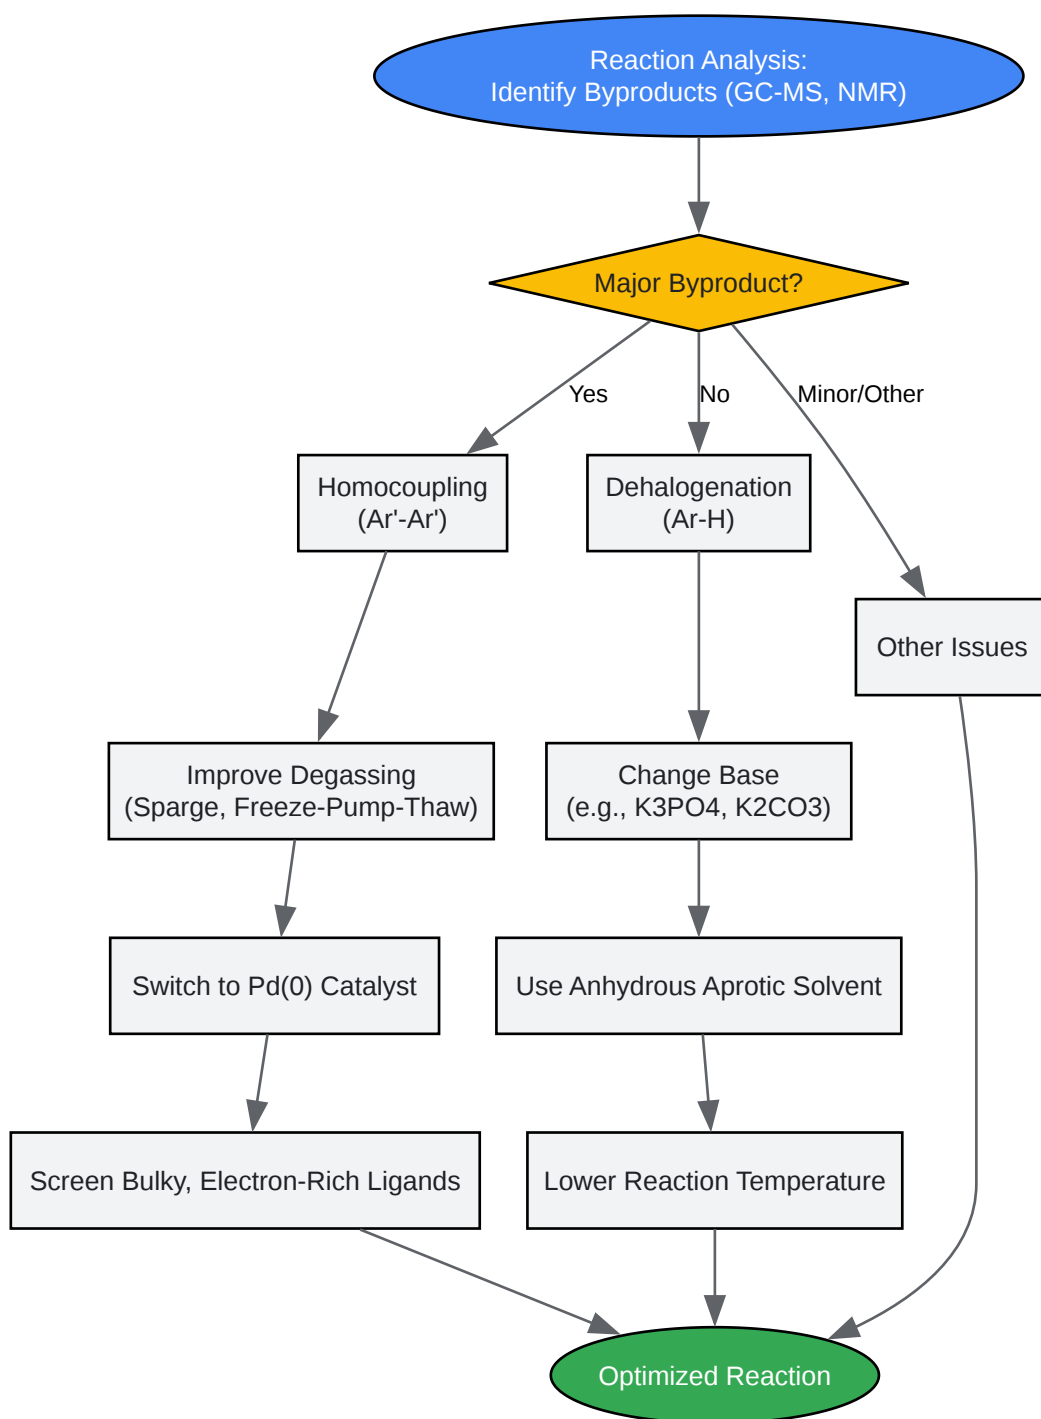 Reaction Analysis:
Identify Byproducts (GC-MS, NMR)
Major Byproduct?
Yes
No
Minor/Other
Homocoupling
(Ar'-Ar')
Dehalogenation
(Ar-H)
Other Issues
Improve Degassing
(Sparge, Freeze-Pump-Thaw)
Change Base
(e.g., K3PO4, K2CO3)
Switch to Pd(0) Catalyst
Use Anhydrous Aprotic Solvent
Screen Bulky, Electron-Rich Ligands
Lower Reaction Temperature
Optimized Reaction